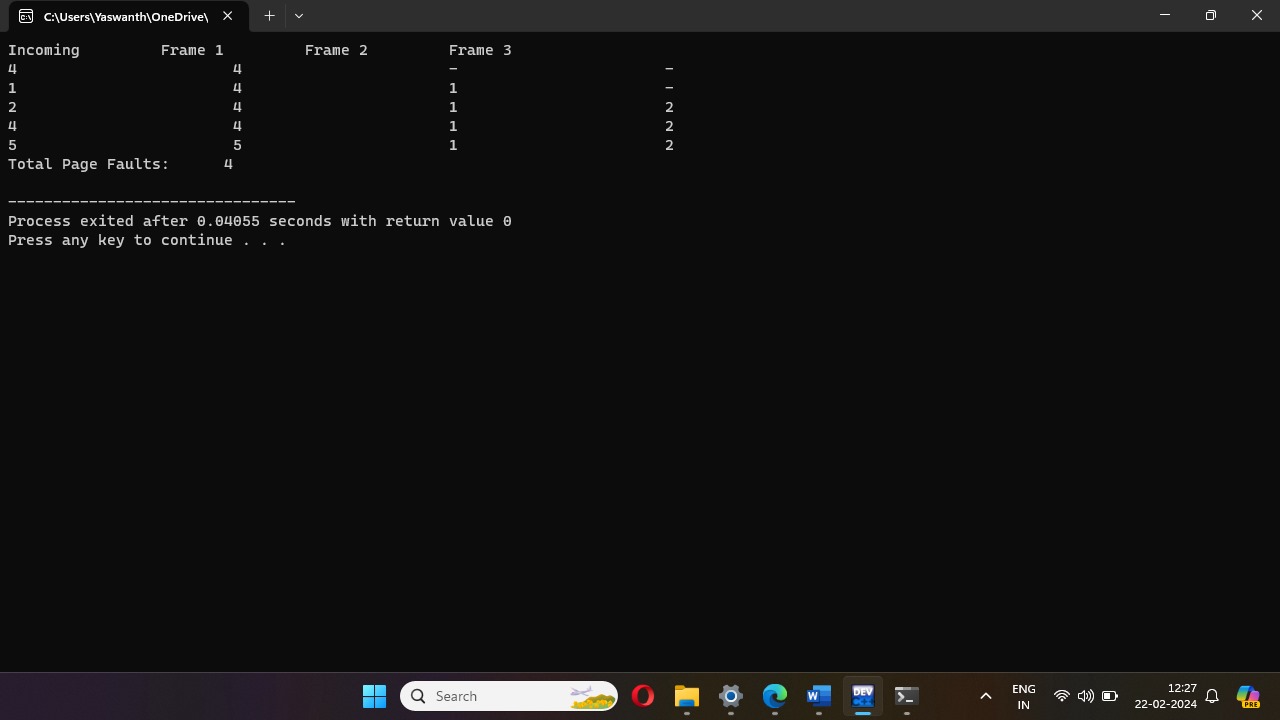 C:\Users\Yaswanth\OneDrive\
Incoming Frame 1 Frame 2 Frame 3
4 4 - -
1 4 1 -
2 4 1 2
4 4 1 2
5 5 1 2
Total Page Faults: 4
--------------------------------
Process exited after 0.04055 seconds with return value 0
Press any key to continue . . .
Search
DEV
ENG
IN
12:27
22-02-2024
PRE